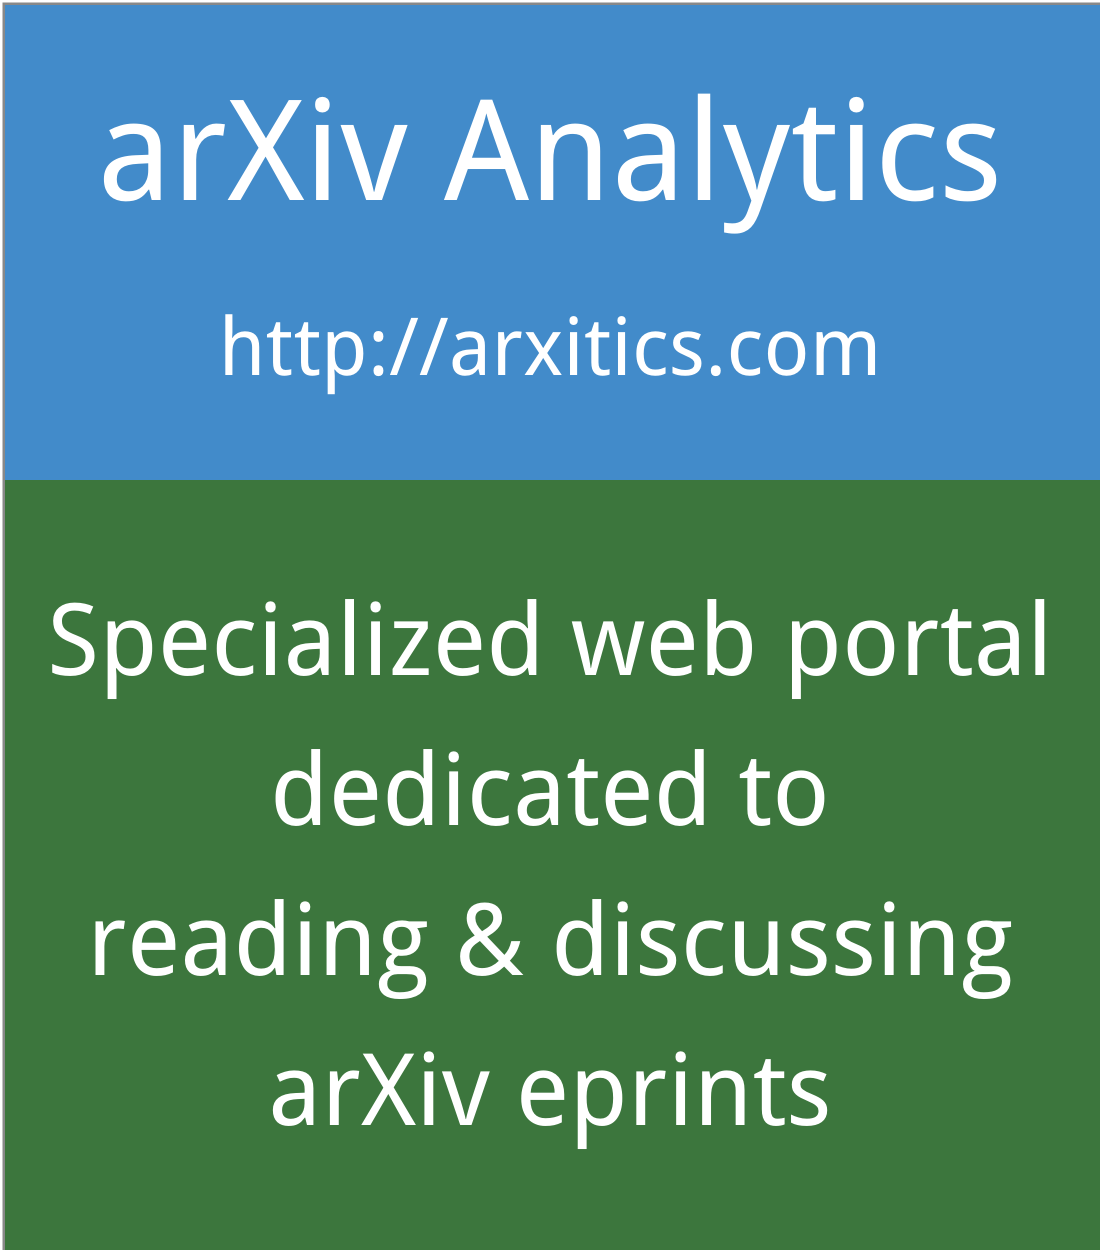 arXiv Analytics
http://arxitics.com
Specialized web portal
dedicated to
reading & discussing
arXiv eprints